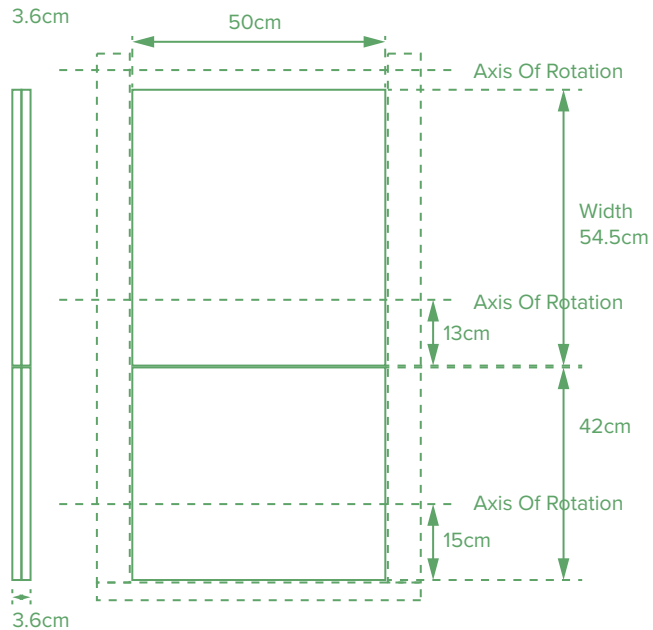 3.6cm
50cm
Axis Of Rotation
Width
54.5cm
Axis Of Rotation
13cm
42cm
Axis Of Rotation
15cm
3.6cm